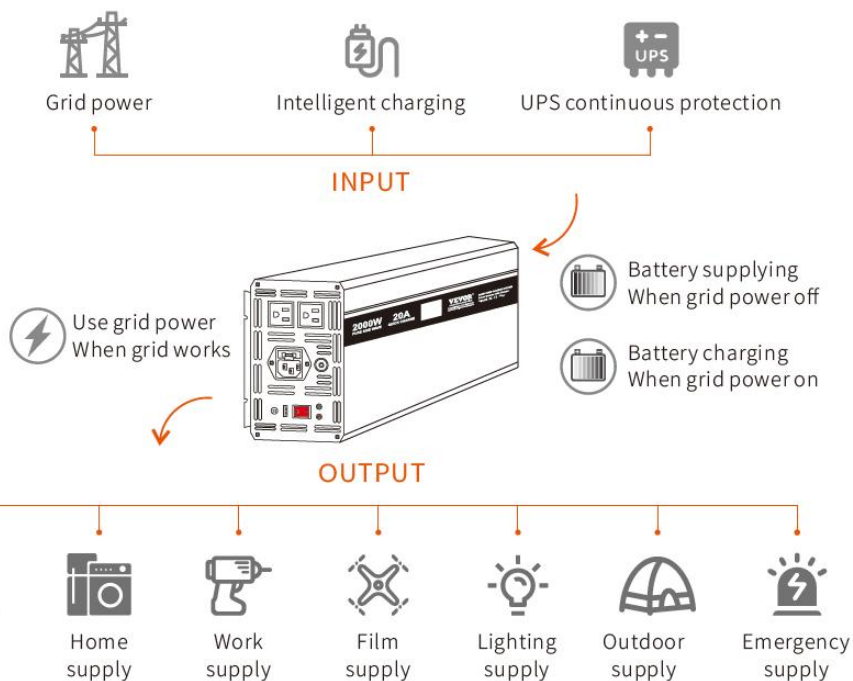 + -
UPS
Grid power
Intelligent charging
UPS continuous protection
INPUT
Battery supplying
When grid power off
Use grid power
When grid works
2000W
20A
VEVOR
Battery charging
When grid power on
OUTPUT
Home
supply
Work
supply
Film
supply
Lighting
supply
Outdoor
supply
Emergency
supply